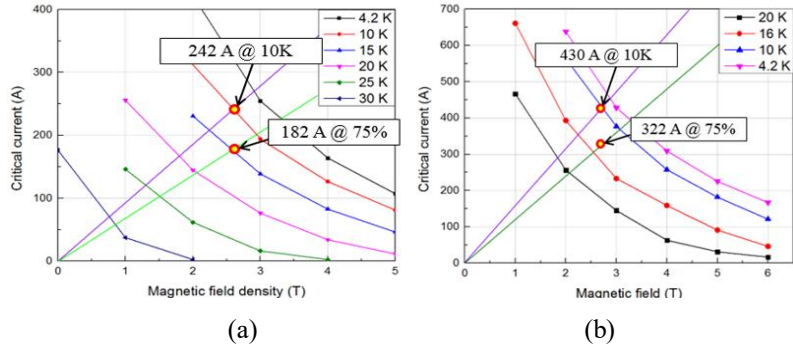 400
300
200
100
0
Critical current (A)
0 1 2 3 4 5
Magnetic field density (T)
242 A @ 10K
182 A @ 75%
4.2 K
10 K
15 K
20 K
25 K
30 K
(a)
700
600
500
400
300
200
100
0
Critical current (A)
0 1 2 3 4 5 6
Magnetic field (T)
430 A @ 10K
322 A @ 75%
20 K
16 K
10 K
4.2 K
(b)